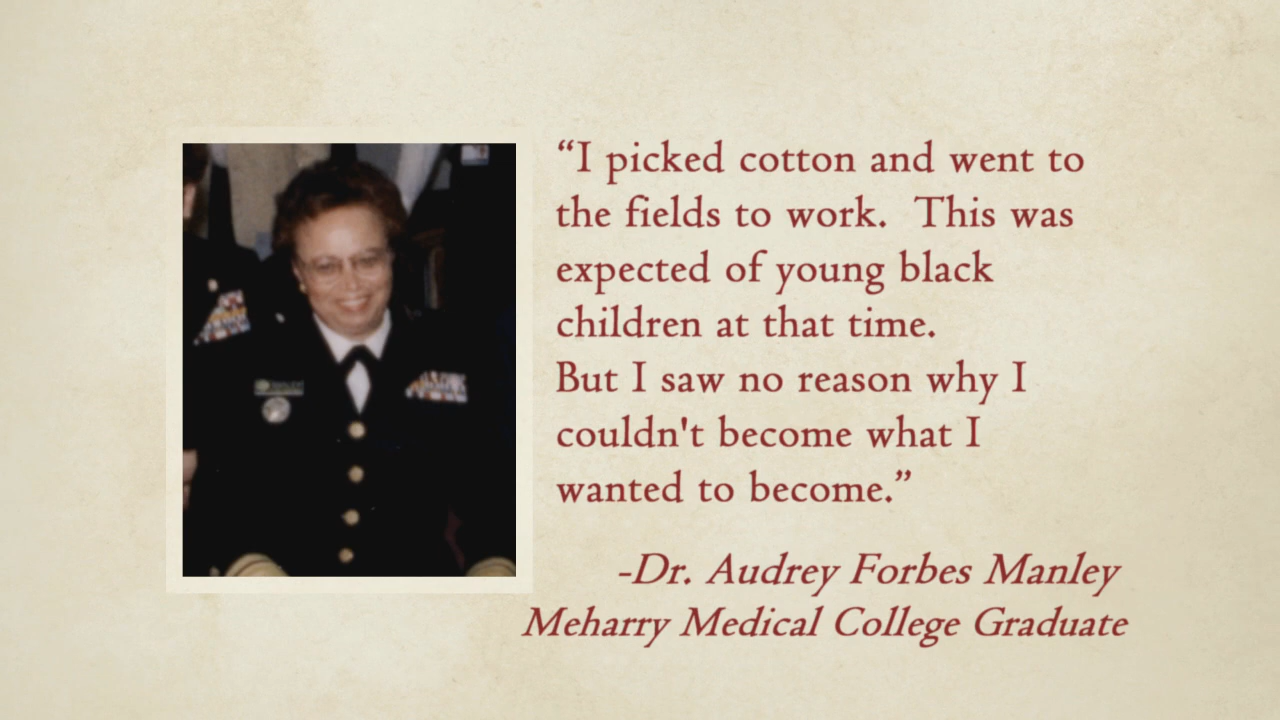 “I picked cotton and went to
the fields to work.  This was
expected of young black
children at that time.
But I saw no reason why I
couldn't become what I
wanted to become.”
-Dr. Audrey Forbes Manley
Meharry Medical College Graduate